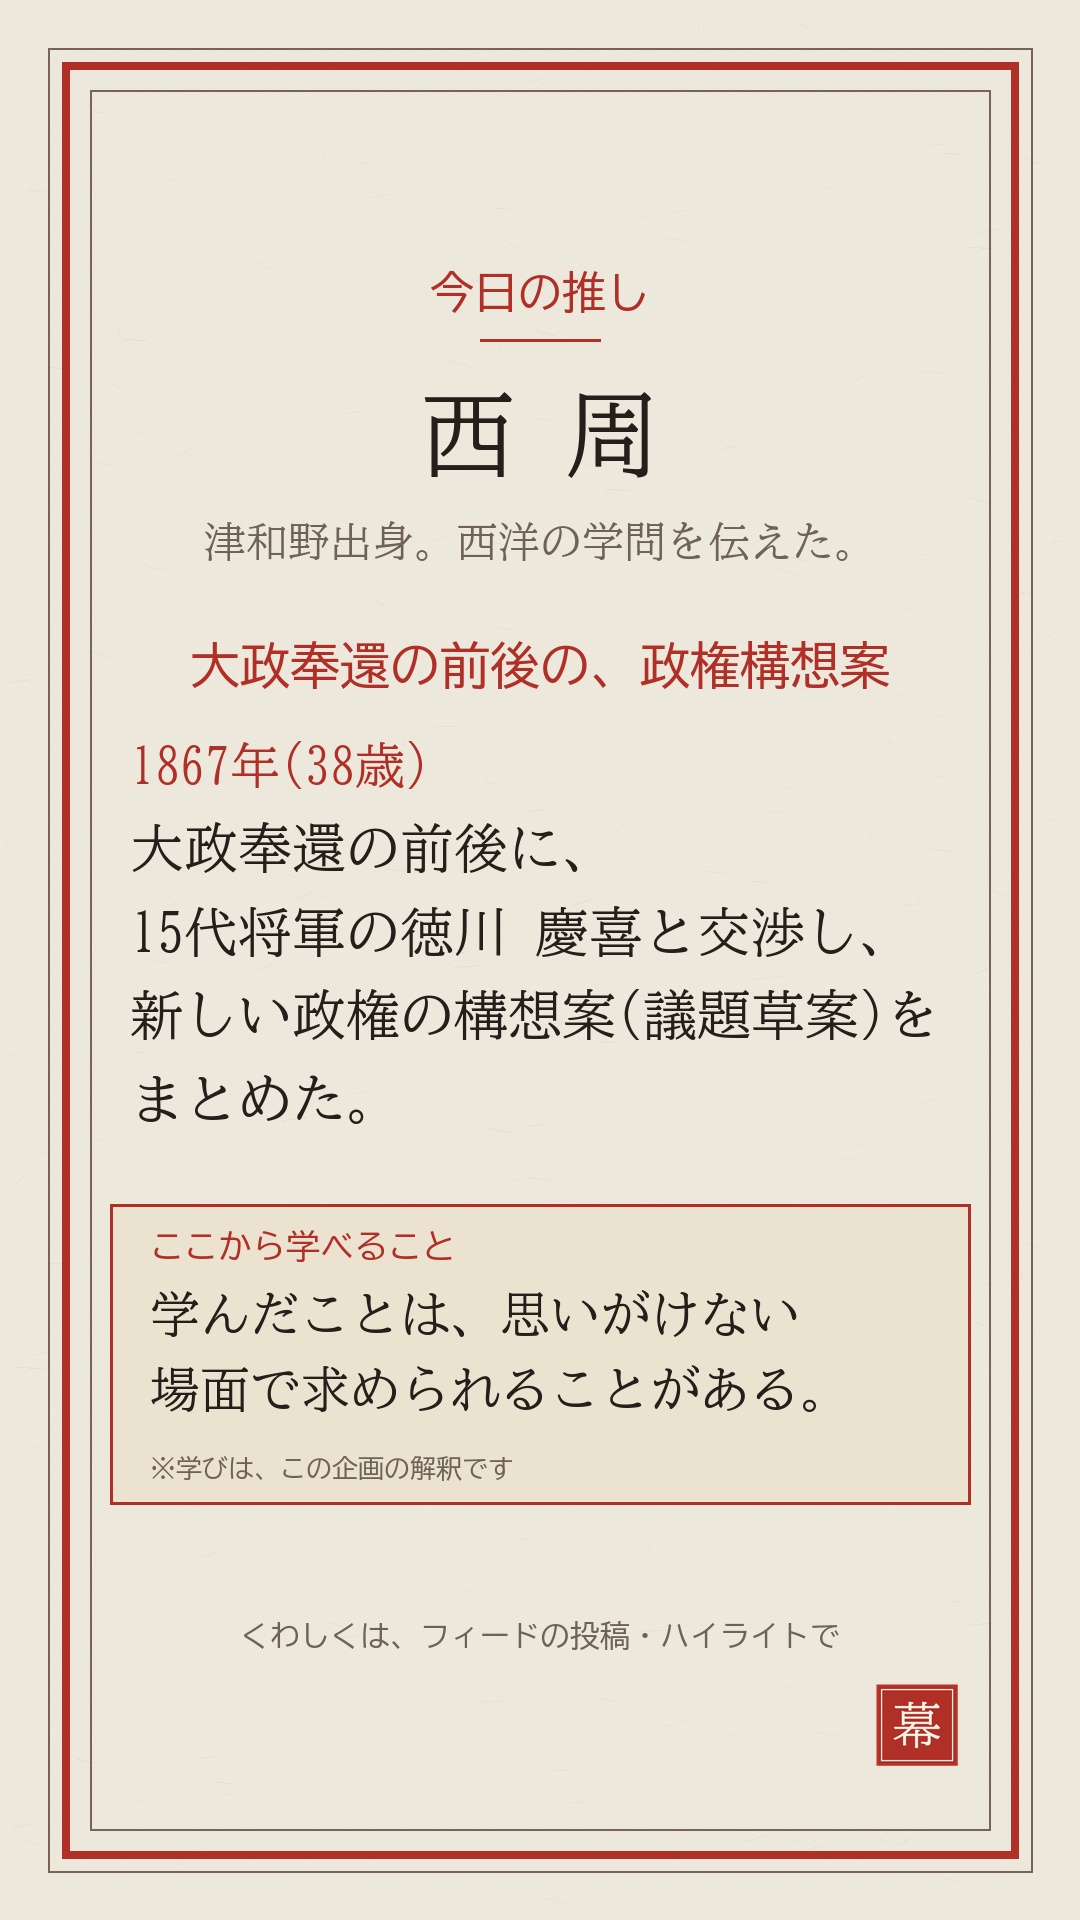 今日の推し
西 周
津和野出身。西洋の学問を伝えた。
大政奉還の前後の、政権構想案
1867年(38歳)
大政奉還の前後に、
15代将軍の徳川 慶喜と交渉し、
新しい政権の構想案(議題草案)を
まとめた。
ここから学べること
学んだことは、思いがけない
場面で求められることがある。
※学びは、この企画の解釈です
くわしくは、フィードの投稿・ハイライトで
幕